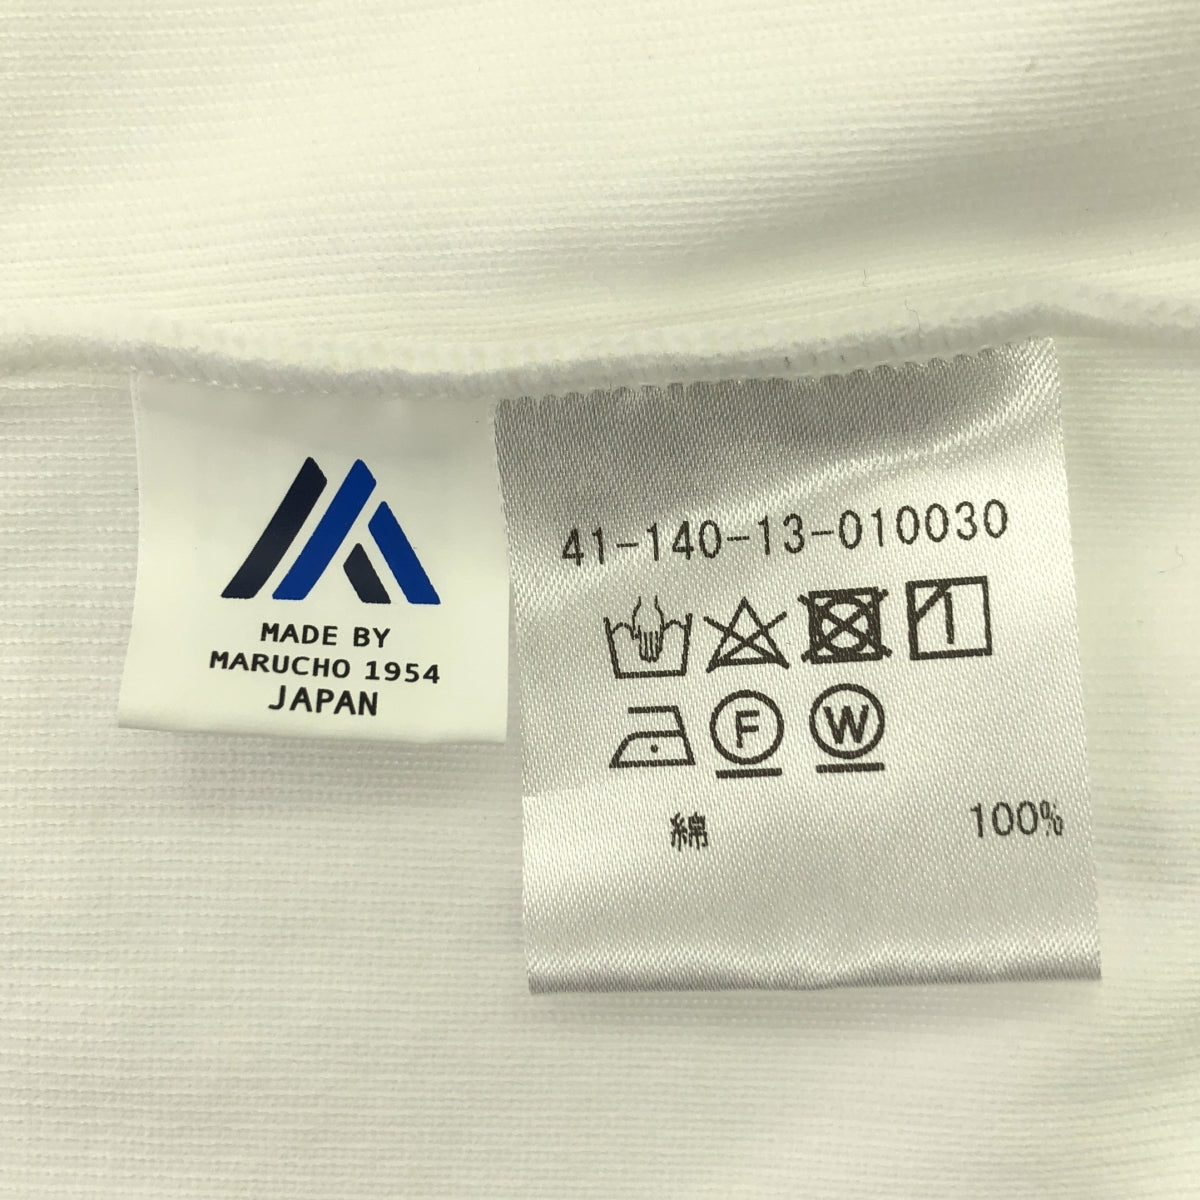 MADE BY
MARUCHO 1954
JAPAN
41-140-13-010030
F W
綿 100%